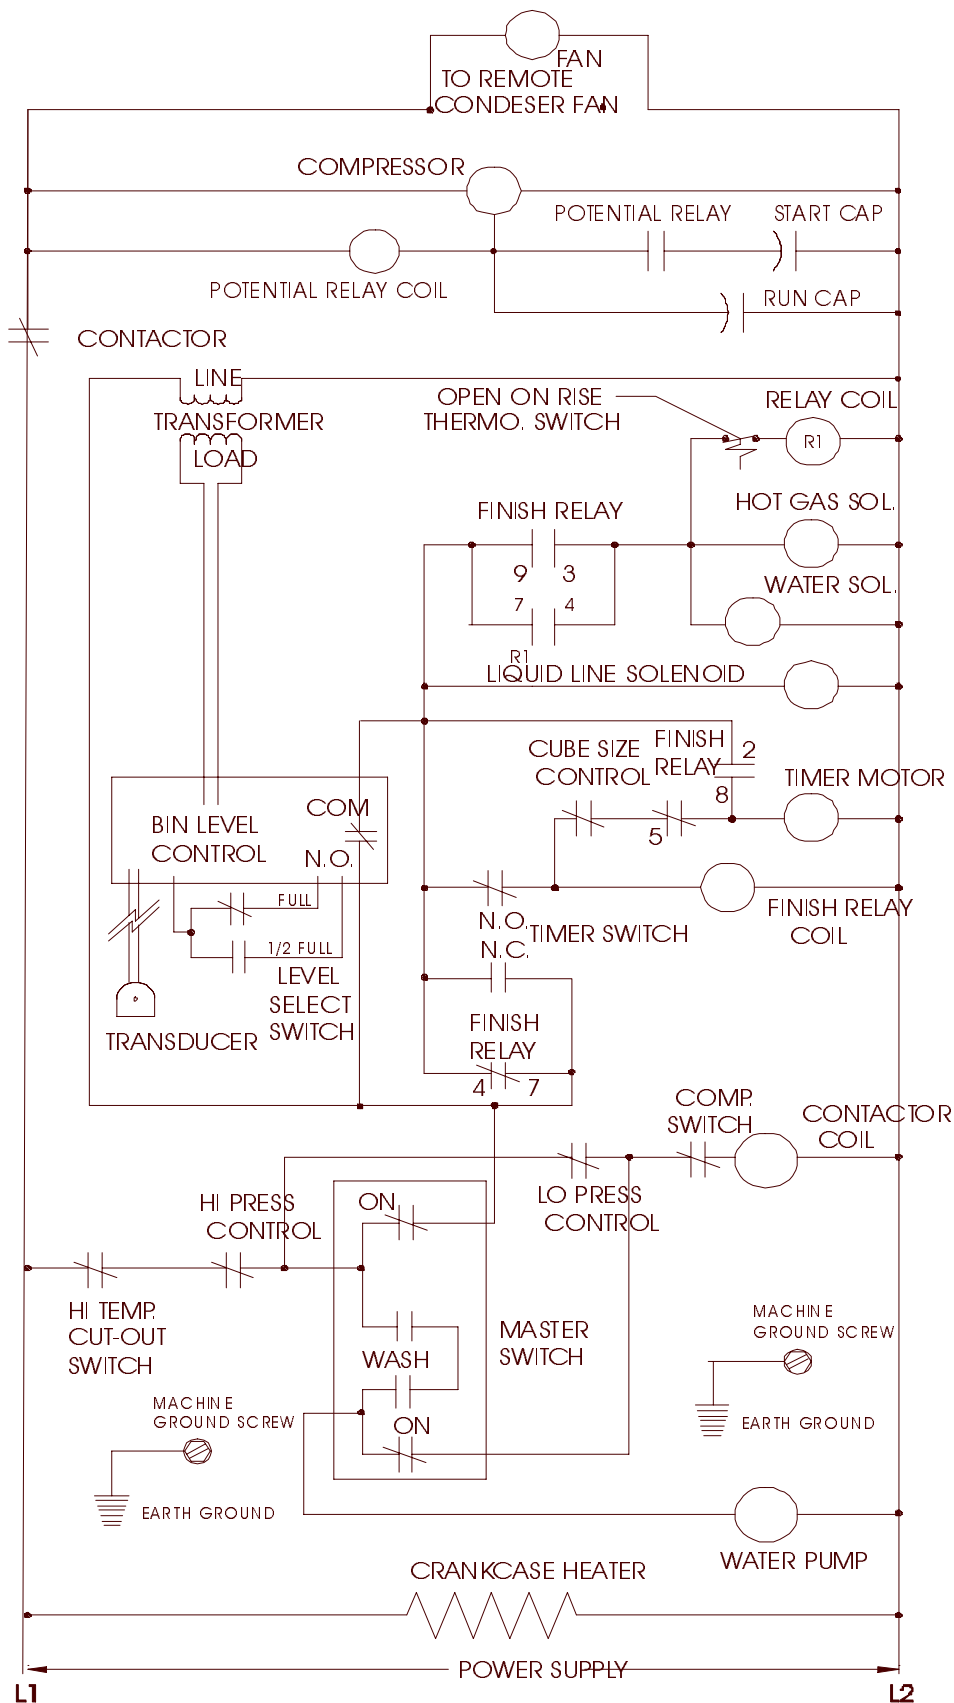 FAN
TO REMOTE
CONDESER FAN
COMPRESSOR
POTENTIAL RELAY
START CAP
POTENTIAL RELAY COIL
RUN CAP
CONTACTOR
LINE
TRANSFORMER
LOAD
OPEN ON RISE
THERMO. SWITCH
RELAY COIL
R1
HOT GAS SOL.
FINISH RELAY
9 3
7 4
R1
WATER SOL.
LIQUID LINE SOLENOID
CUBE SIZE
CONTROL
FINISH
RELAY
2
8
5
TIMER MOTOR
COM
BIN LEVEL
CONTROL
N.O.
FULL
1/2 FULL
LEVEL
SELECT
SWITCH
TRANSDUCER
N.O.
N.C.
TIMER SWITCH
FINISH RELAY
COIL
FINISH
RELAY
4 7
COMP.
SWITCH
CONTACTOR
COIL
LO PRESS
CONTROL
HI PRESS
CONTROL
ON
HI TEMP.
CUT-OUT
SWITCH
WASH
MASTER
SWITCH
ON
MACHINE
GROUND SCREW
EARTH GROUND
MACHINE
GROUND SCREW
EARTH GROUND
WATER PUMP
CRANKCASE HEATER
POWER SUPPLY
L1
L2